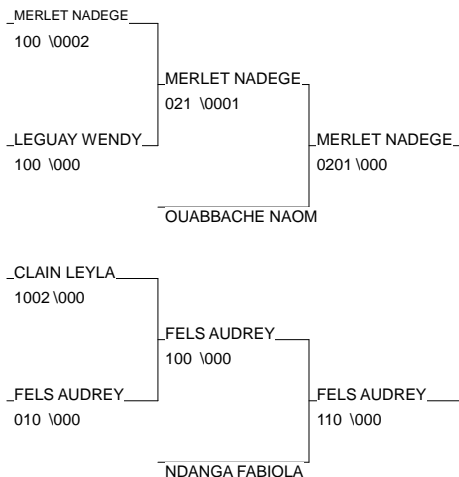 MERLET NADEGE
100 \0002
MERLET NADEGE
021 \0001
LEGUAY WENDY
100 \000
MERLET NADEGE
0201 \000
OUABBACHE NAOM
CLAIN LEYLA
1002 \000
FELS AUDREY
100 \000
FELS AUDREY
010 \000
FELS AUDREY
110 \000
NDANGA FABIOLA